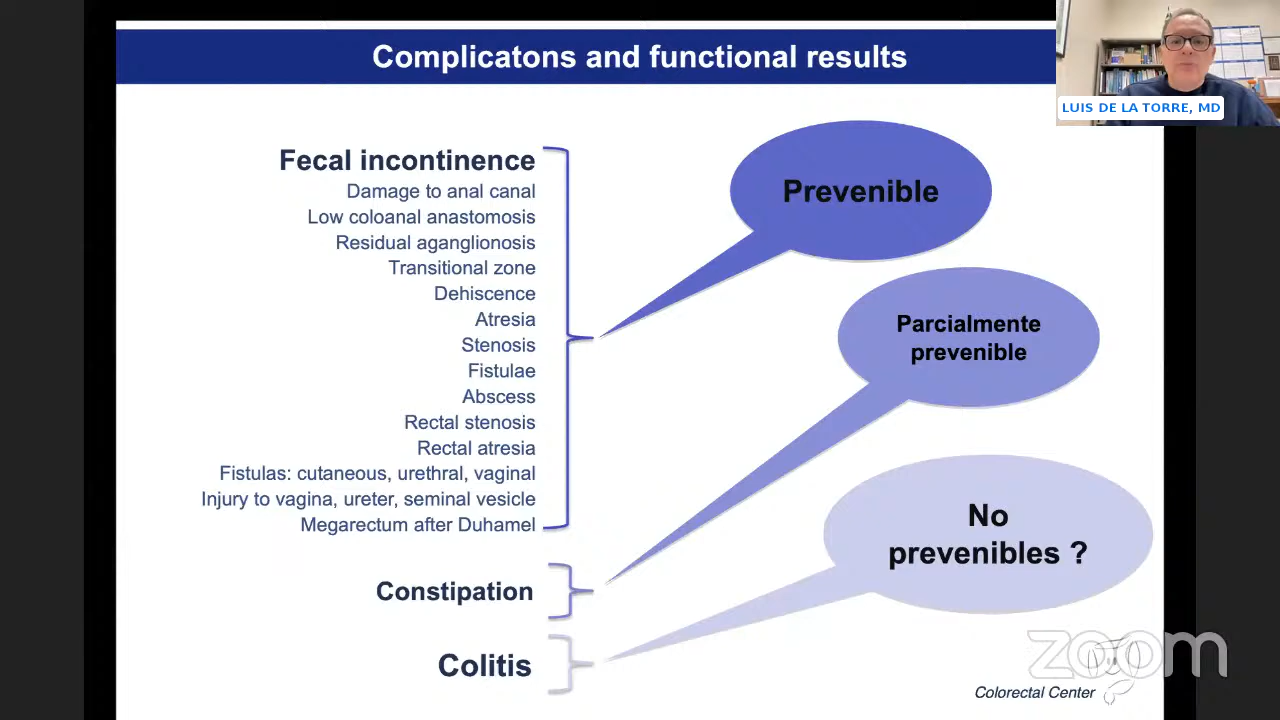 Complicatons and functional results
LUIS DE LA TORRE, MD
Fecal incontinence
Damage to anal canal
Low coloanal anastomosis
Residual aganglionosis
Transitional zone
Dehiscence
Atresia
Stenosis
Fistulae
Abscess
Rectal stenosis
Rectal atresia
Fistulas: cutaneous, urethral, vaginal
Injury to vagina, ureter, seminal vesicle
Megarectum after Duhamel
Constipation
Colitis
Prevenible
Parcialmente
prevenible
No
prevenibles ?
zoom
Colorectal Center